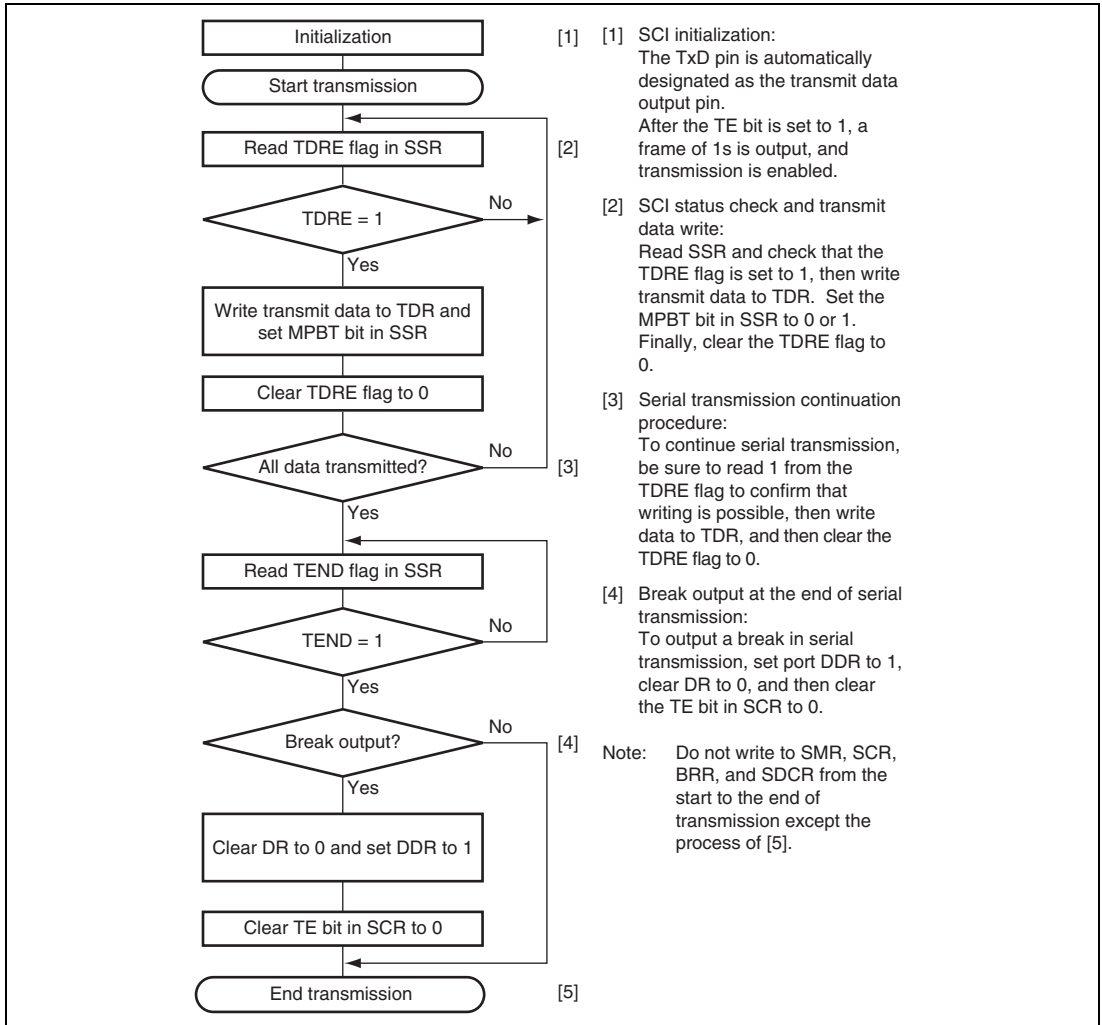 Initialization
[1]
Start transmission
Read TDRE flag in SSR
[2]
TDRE = 1
No
Yes
Write transmit data to TDR and
set MPBT bit in SSR
Clear TDRE flag to 0
All data transmitted?
No
[3]
Yes
Read TEND flag in SSR
TEND = 1
No
Yes
Break output?
No
[4]
Yes
Clear DR to 0 and set DDR to 1
Clear TE bit in SCR to 0
End transmission
[5]
[1] SCI initialization:
The TxD pin is automatically
designated as the transmit data
output pin.
After the TE bit is set to 1, a
frame of 1s is output, and
transmission is enabled.
[2] SCI status check and transmit
data write:
Read SSR and check that the
TDRE flag is set to 1, then write
transmit data to TDR. Set the
MPBT bit in SSR to 0 or 1.
Finally, clear the TDRE flag to
0.
[3] Serial transmission continuation
procedure:
To continue serial transmission,
be sure to read 1 from the
TDRE flag to confirm that
writing is possible, then write
data to TDR, and then clear the
TDRE flag to 0.
[4] Break output at the end of serial
transmission:
To output a break in serial
transmission, set port DDR to 1,
clear DR to 0, and then clear
the TE bit in SCR to 0.
Note: Do not write to SMR, SCR,
BRR, and SDCR from the
start to the end of
transmission except the
process of [5].